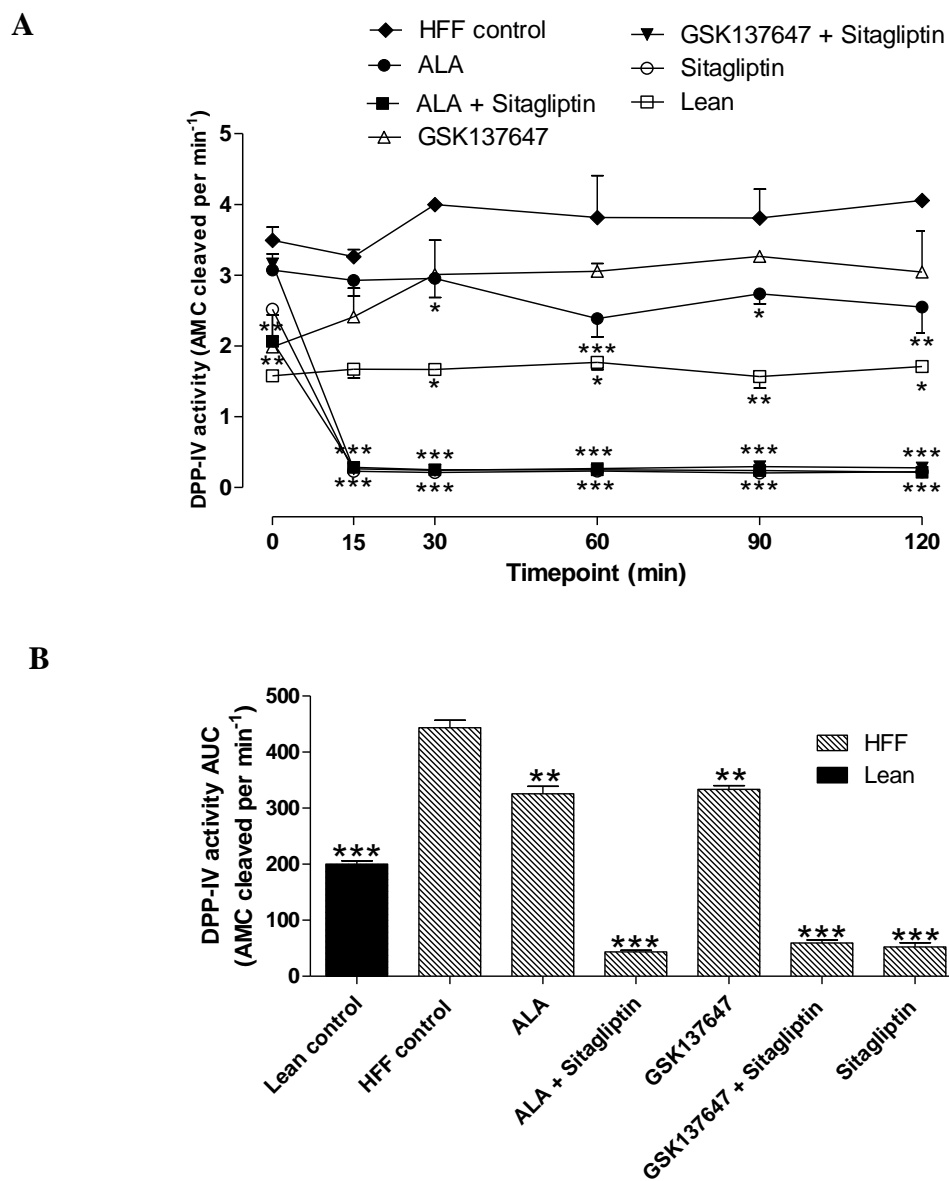 A
HFF control
ALA
ALA + Sitagliptin
GSK137647
GSK137647 + Sitagliptin
Sitagliptin
Lean
DPP-IV activity (AMC cleaved per min⁻¹)
5
4
3
2
1
0
**
**
***
***
*
*
***
***
***
*
***
***
*
**
***
***
**
*
***
***
0 15 30 60 90 120
Timepoint (min)
B
DPP-IV activity AUC
(AMC cleaved per min⁻¹)
500
400
300
200
100
0
HFF
Lean
***
**
***
**
***
***
Lean control
HFF control
ALA
ALA + Sitagliptin
GSK137647
GSK137647 + Sitagliptin
Sitagliptin